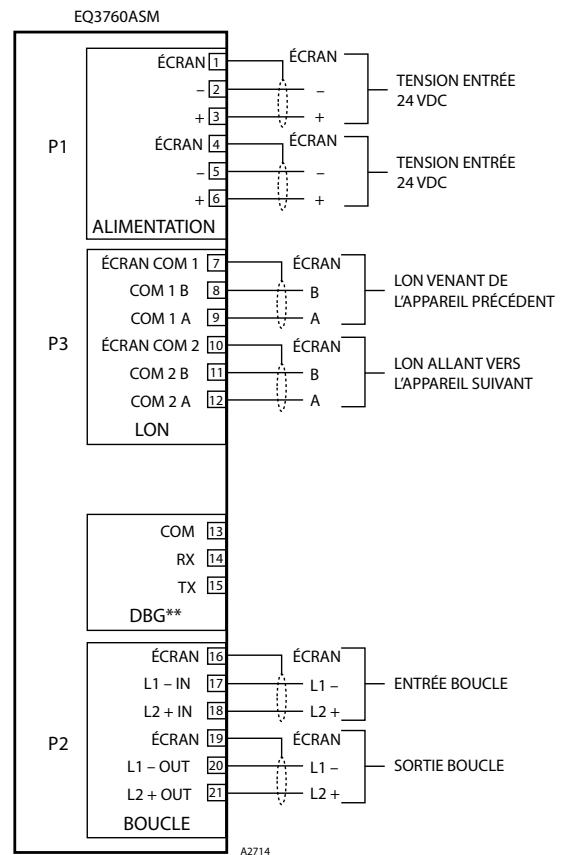 EQ3760ASM
P1
ÉCRAN 1 ÉCRAN
– 2 –
+ 3 +
TENSION ENTRÉE
24 VDC
ÉCRAN 4 ÉCRAN
– 5 –
+ 6 +
TENSION ENTRÉE
24 VDC
ALIMENTATION
P3
ÉCRAN COM 1 7 ÉCRAN
COM 1 B 8 B
COM 1 A 9 A
LON VENANT DE
L'APPAREIL PRÉCÉDENT
ÉCRAN COM 2 10 ÉCRAN
COM 2 B 11 B
COM 2 A 12 A
LON ALLANT VERS
L'APPAREIL SUIVANT
LON
COM 13
RX 14
TX 15
DBG**
P2
ÉCRAN 16 ÉCRAN
L1 – IN 17 L1 –
L2 + IN 18 L2 +
ENTRÉE BOUCLE
ÉCRAN 19 ÉCRAN
L1 – OUT 20 L1 –
L2 + OUT 21 L2 +
SORTIE BOUCLE
BOUCLE
A2714